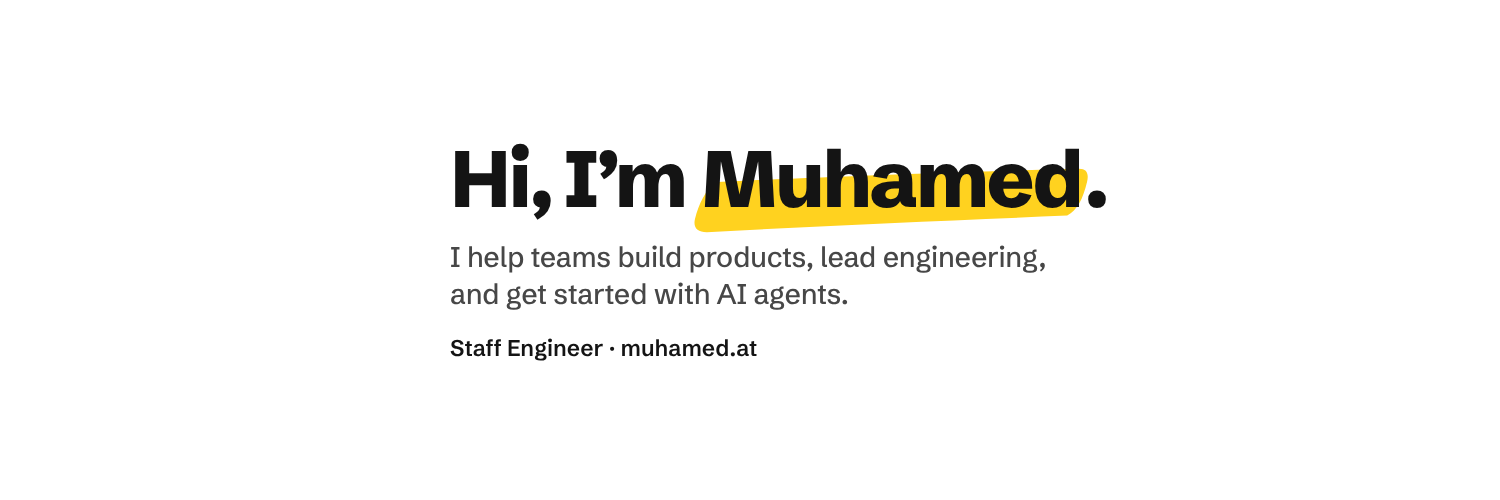 Hi, I’m Muhamed.
I help teams build products, lead engineering,
and get started with AI agents.
Staff Engineer · muhamed.at